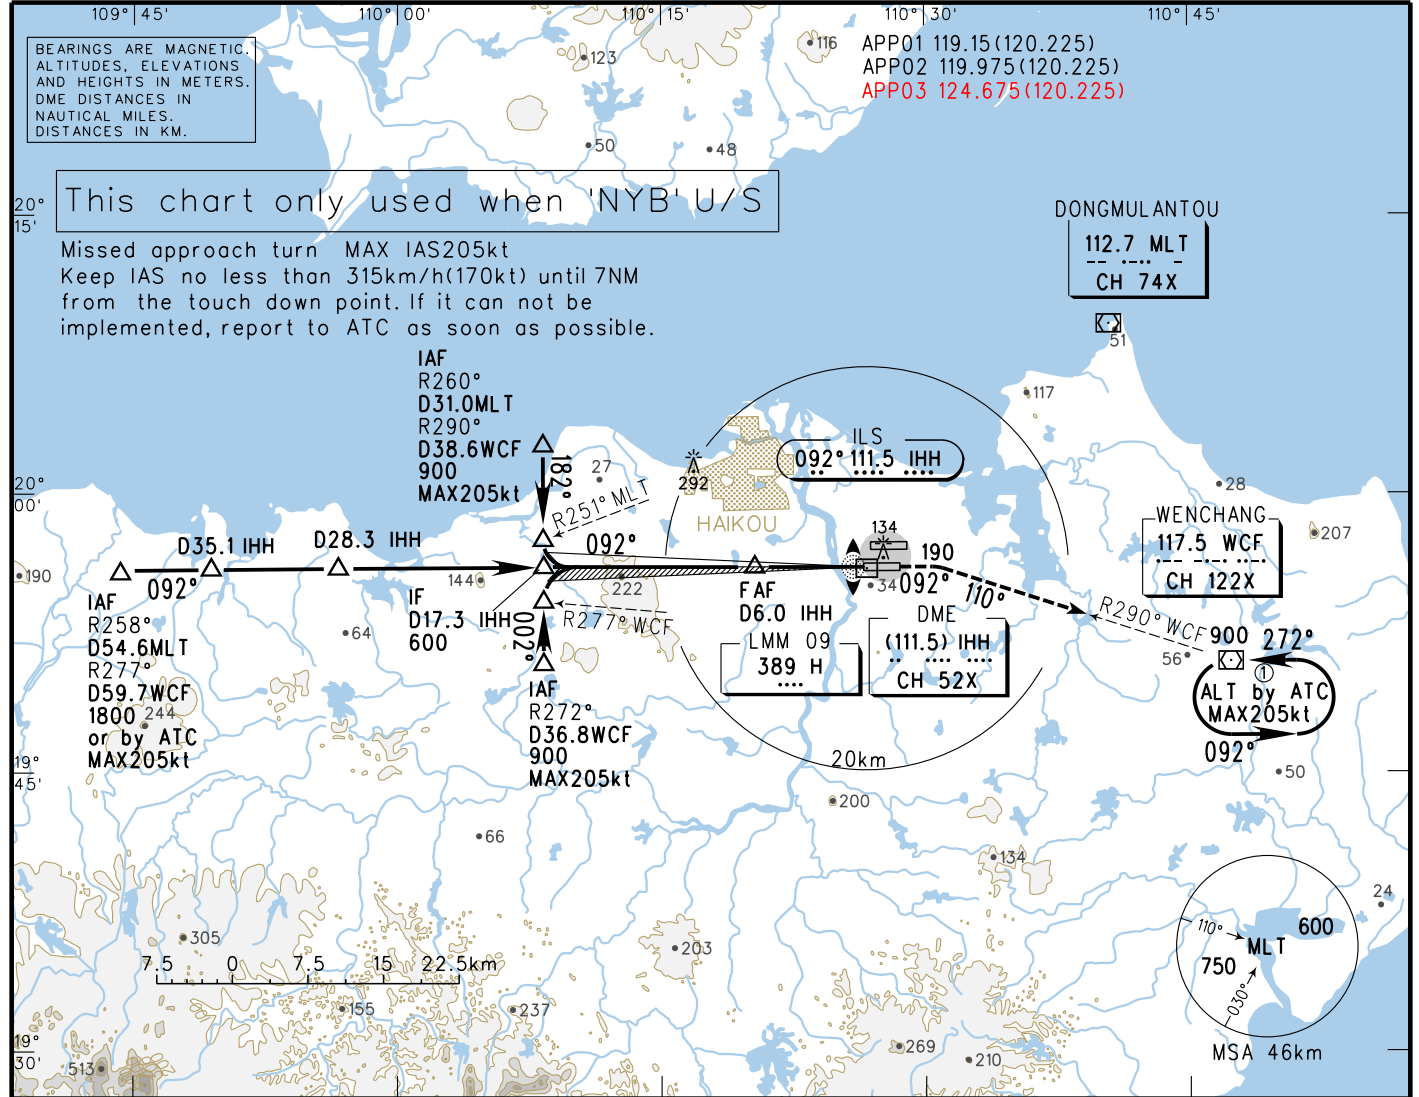 109° 45'
110° 00'
110° 15'
110° 30'
110° 45'
BEARINGS ARE MAGNETIC.
ALTITUDES, ELEVATIONS
AND HEIGHTS IN METERS.
DME DISTANCES IN
NAUTICAL MILES.
DISTANCES IN KM.
123
116
APP01 119.15(120.225)
APP02 119.975(120.225)
APP03 124.675(120.225)
50
48
This chart only used when 'NYB' U/S
20°
15'
Missed approach turn MAX IAS205kt
Keep IAS no less than 315km/h(170kt) until 7NM
from the touch down point. If it can not be
implemented, report to ATC as soon as possible.
DONGMULANTOU
112.7 MLT
CH 74X
51
117
IAF
R260°
D31.0MLT
R290°
D38.6WCF
900
MAX205kt
182°
27
R251° MLT
292
HAIKOU
ILS
092° 111.5 IHH
28
207
20°
00'
WENCHANG
117.5 WCF
CH 122X
D35.1 IHH
D28.3 IHH
092°
134
190
190
092°
144
222
34
092°
110°
IAF
R258°
D54.6MLT
R277°
D59.7WCF
1800
or by ATC
MAX205kt
244
64
IF
D17.3 IHH
600
002°
R277° WCF
FAF
D6.0 IHH
LMM 09
389 H
DME
(111.5) IHH
CH 52X
R290° WCF
56
900
272°
1
ALT by ATC
MAX205kt
092°
IAF
R272°
D36.8WCF
900
MAX205kt
20km
19°
45'
50
200
66
134
24
305
203
7.5 0 7.5 15 22.5km
155
237
110°
MLT
600
750
030°
MSA 46km
19°
30'
513
269
210